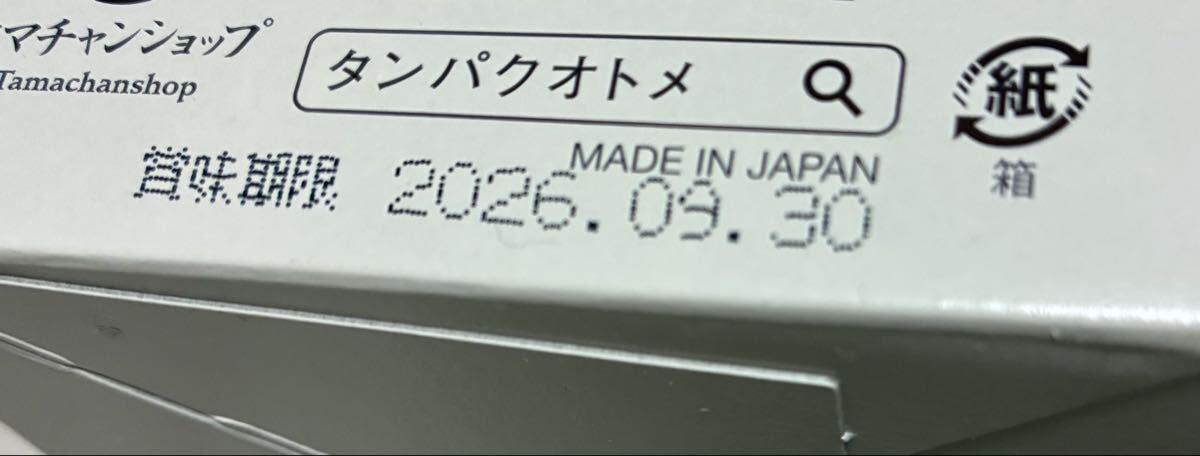 マチャンショップ
Tamachanshop
タンパクオトメ
紙
箱
MADE IN JAPAN
賞味期限 2026.09.30